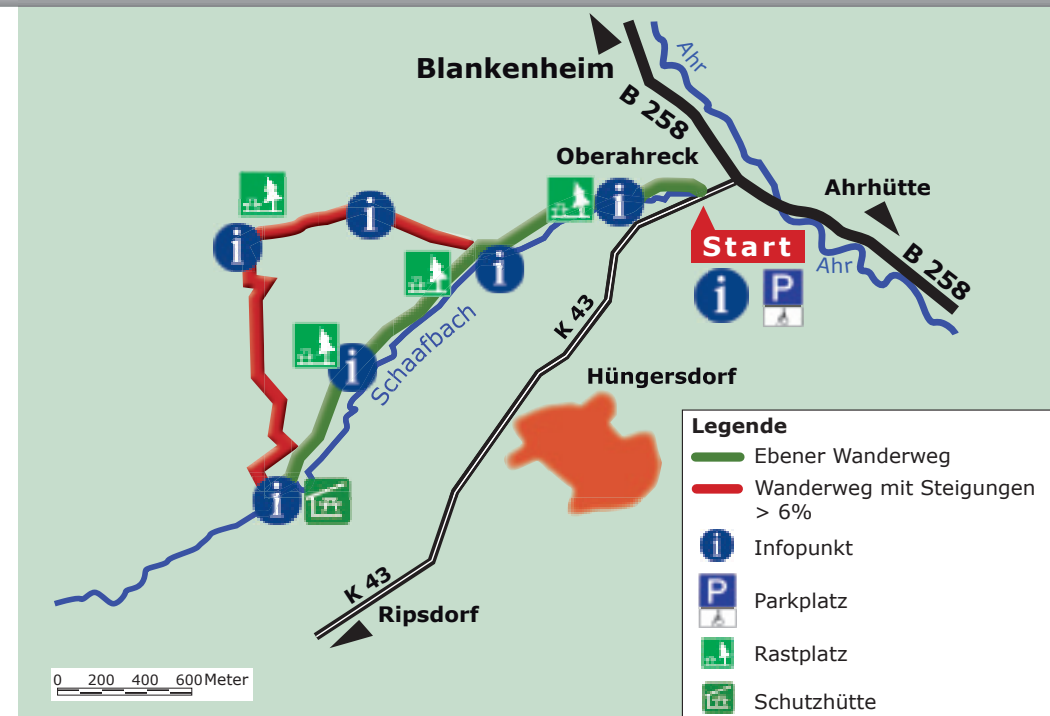 Ahr
Blankenheim
B 258
Oberahreck
Ahrhütte
Start
Ahr
B 258
P
K 43
Schaafbach
Hüngersdorf
K 43
Ripsdorf
0 200 400 600 Meter
Legende
Ebener Wanderweg
Wanderweg mit Steigungen
> 6%
i Infopunkt
P Parkplatz
Rastplatz
Schutzhütte
i
i
i
i
i
i
i